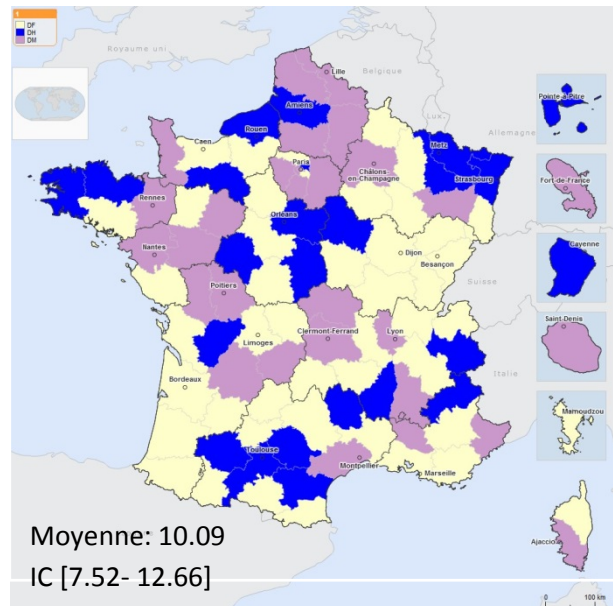 1
DF
DH
DM
Royaume uni
Belgique
Lille
Lux.
Allemagne
Pointe-à-Pitre
Amiens
Rouen
Caen
Metz
Paris
Châlons
en-Champagne
Strasbourg
Fort-de-France
Rennes
Orléans
Nantes
Dijon
Besançon
Cayenne
Suisse
Poitiers
Saint-Denis
Limoges
Clermont-Ferrand
Lyon
Italie
Bordeaux
Mamoudzou
Toulouse
Montpellier
Marseille
Ajaccio
Moyenne: 10.09
IC [7.52- 12.66]
0 100 km